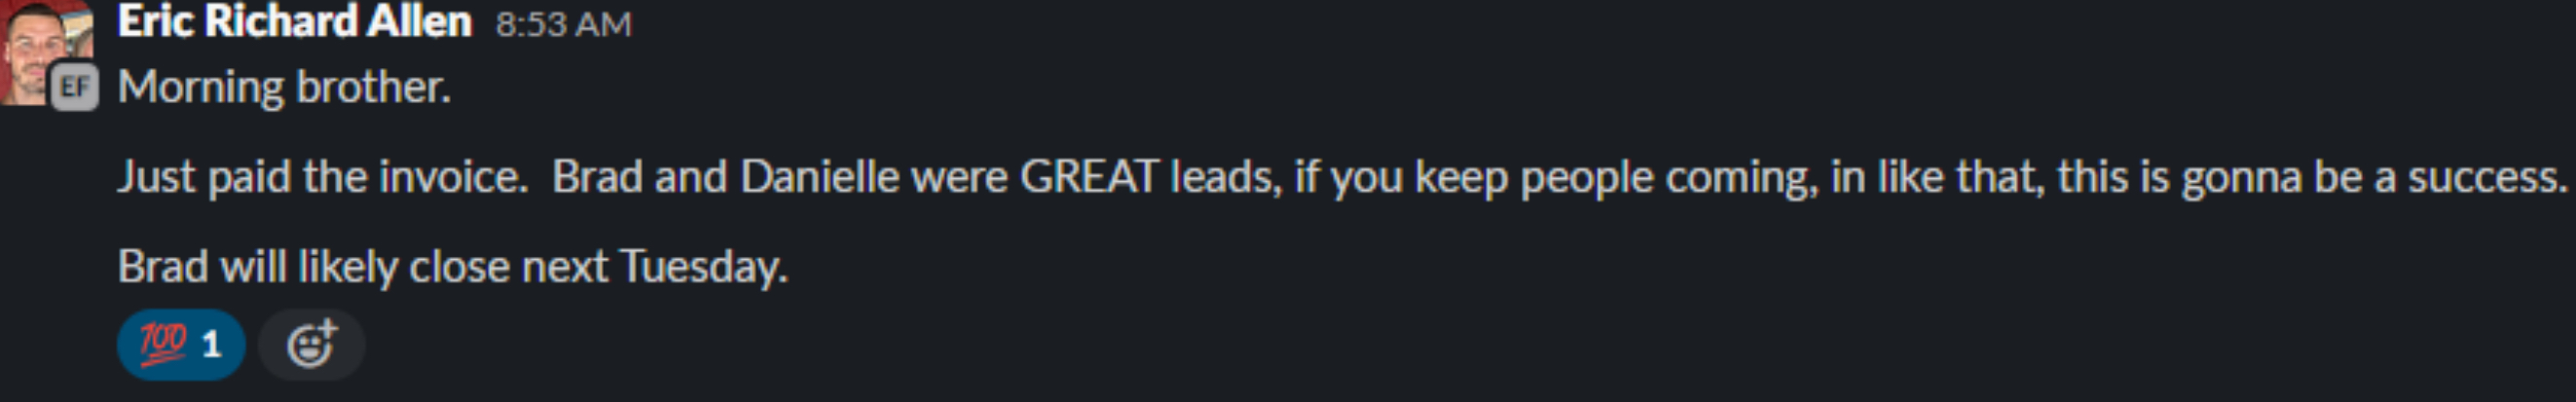 Eric Richard Allen 8:53 AM
EF
Morning brother.
Just paid the invoice.  Brad and Danielle were GREAT leads, if you keep people coming, in like that, this is gonna be a success.
Brad will likely close next Tuesday.
💯 1